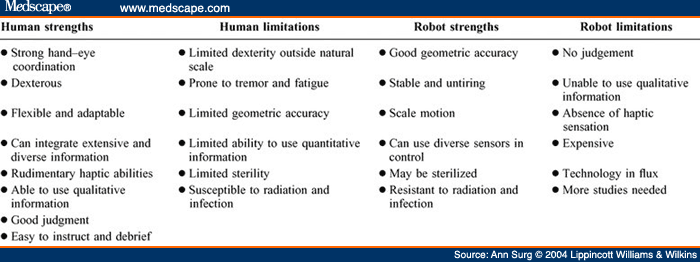 Medscape® www.medscape.com
Human strengths Human limitations Robot strengths Robot limitations
● Strong hand–eye coordination ● Limited dexterity outside natural scale ● Good geometric accuracy ● No judgement
● Dexterous ● Prone to tremor and fatigue ● Stable and untiring ● Unable to use qualitative information
● Flexible and adaptable ● Limited geometric accuracy ● Scale motion ● Absence of haptic sensation
● Can integrate extensive and diverse information ● Limited ability to use quantitative information ● Can use diverse sensors in control ● Expensive
● Rudimentary haptic abilities ● Limited sterility ● May be sterilized ● Technology in flux
● Able to use qualitative information ● Susceptible to radiation and infection ● Resistant to radiation and infection ● More studies needed
● Good judgment
● Easy to instruct and debrief
Source: Ann Surg © 2004 Lippincott Williams & Wilkins